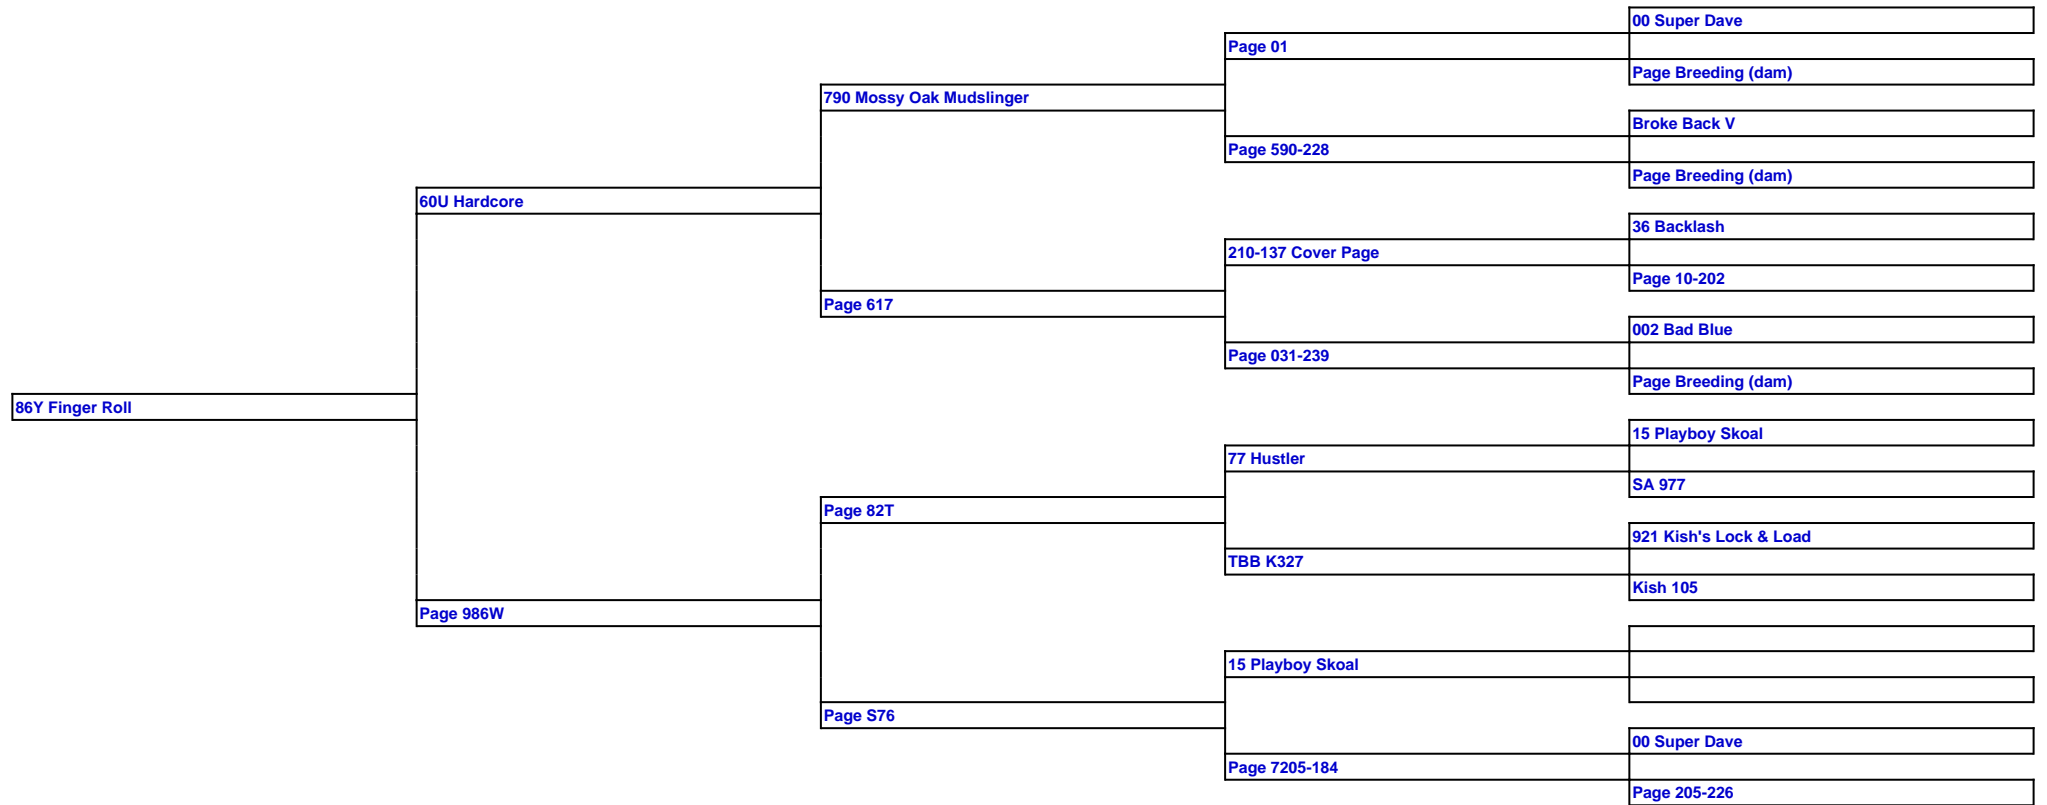 00 Super Dave
Page 01
Page Breeding (dam)
790 Mossy Oak Mudslinger
Broke Back V
Page 590-228
Page Breeding (dam)
60U Hardcore
36 Backlash
210-137 Cover Page
Page 10-202
Page 617
002 Bad Blue
Page 031-239
Page Breeding (dam)
86Y Finger Roll
15 Playboy Skoal
77 Hustler
SA 977
Page 82T
921 Kish's Lock & Load
TBB K327
Kish 105
Page 986W
15 Playboy Skoal
Page S76
00 Super Dave
Page 7205-184
Page 205-226